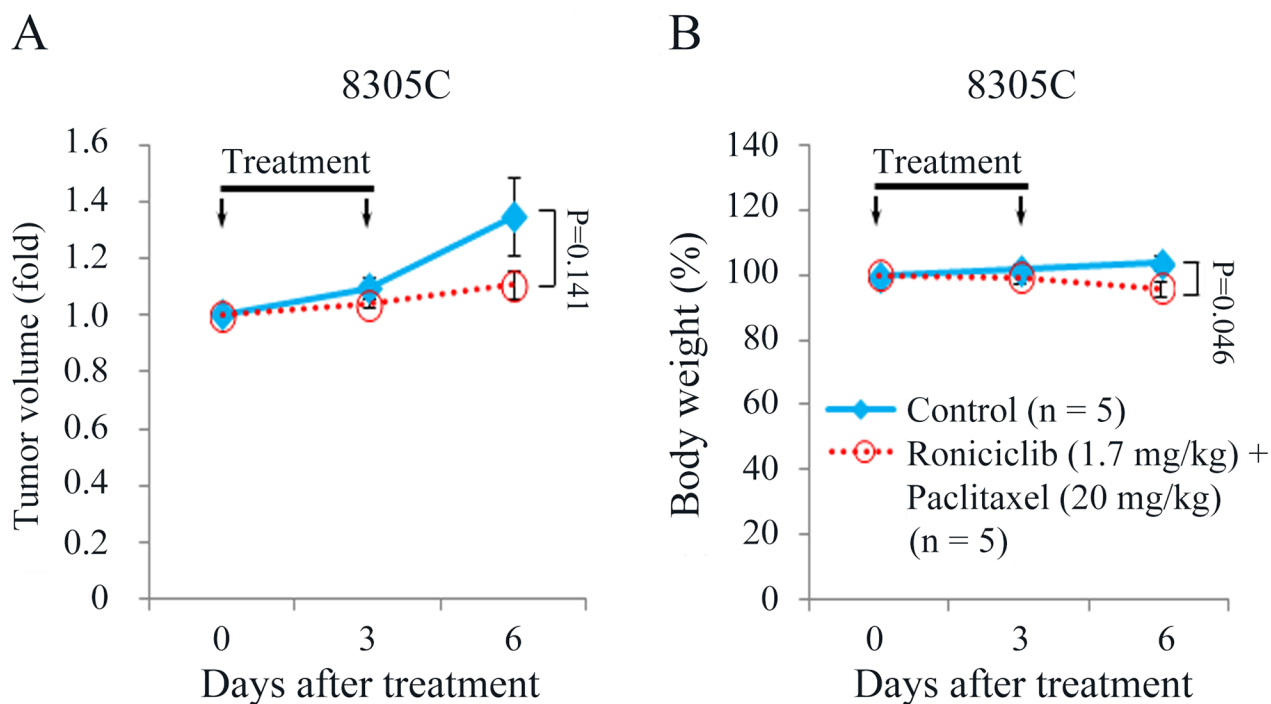 A
8305C
Tumor volume (fold)
1.6
1.4
1.2
1.0
0.8
0.6
0.4
0.2
0
Treatment
P=0.141
0 3 6
Days after treatment
B
8305C
Body weight (%)
140
120
100
80
60
40
20
0
Treatment
P=0.046
Control (n = 5)
Roniciclib (1.7 mg/kg) +
Paclitaxel (20 mg/kg)
(n = 5)
0 3 6
Days after treatment